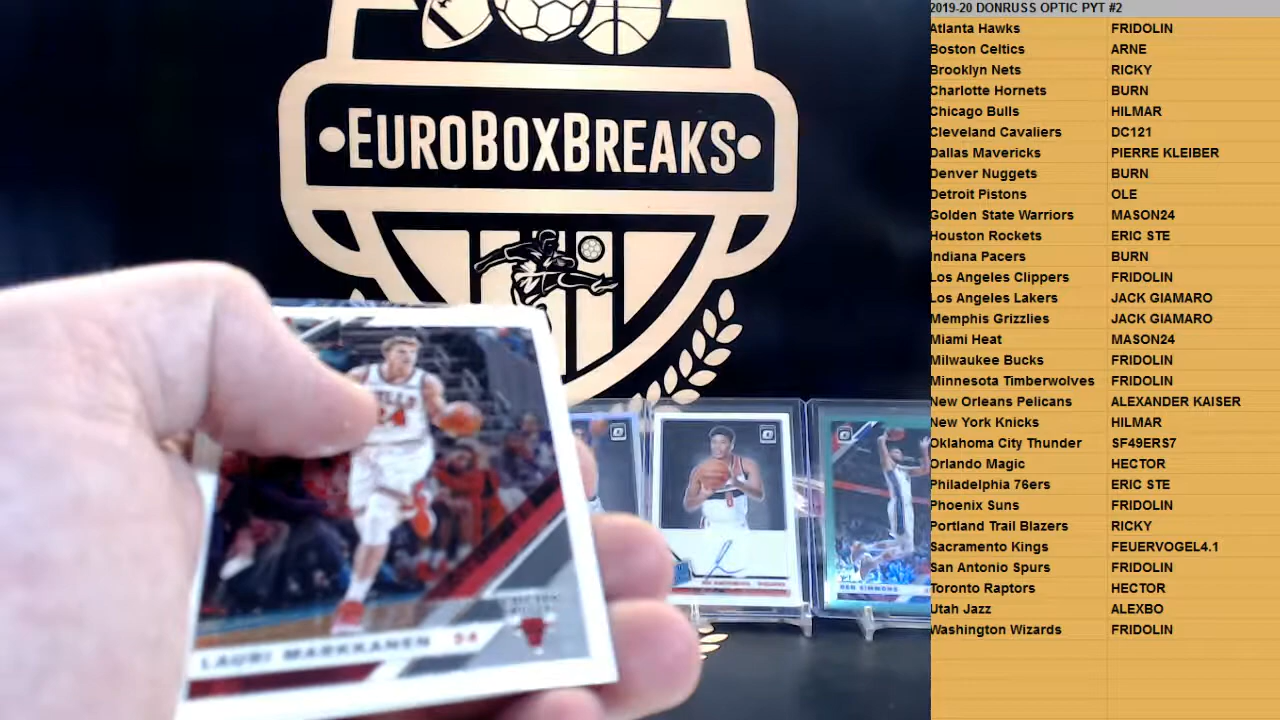 EUROBOXBREAKS
LAURI MARKKANEN 24
BEN SIMMONS
2019-20 DONRUSS OPTIC PYT #2
Atlanta Hawks FRIDOLIN
Boston Celtics ARNE
Brooklyn Nets RICKY
Charlotte Hornets BURN
Chicago Bulls HILMAR
Cleveland Cavaliers DC121
Dallas Mavericks PIERRE KLEIBER
Denver Nuggets BURN
Detroit Pistons OLE
Golden State Warriors MASON24
Houston Rockets ERIC STE
Indiana Pacers BURN
Los Angeles Clippers FRIDOLIN
Los Angeles Lakers JACK GIAMARO
Memphis Grizzlies JACK GIAMARO
Miami Heat MASON24
Milwaukee Bucks FRIDOLIN
Minnesota Timberwolves FRIDOLIN
New Orleans Pelicans ALEXANDER KAISER
New York Knicks HILMAR
Oklahoma City Thunder SF49ERS7
Orlando Magic HECTOR
Philadelphia 76ers ERIC STE
Phoenix Suns FRIDOLIN
Portland Trail Blazers RICKY
Sacramento Kings FEUERVOGEL4.1
San Antonio Spurs FRIDOLIN
Toronto Raptors HECTOR
Utah Jazz ALEXBO
Washington Wizards FRIDOLIN